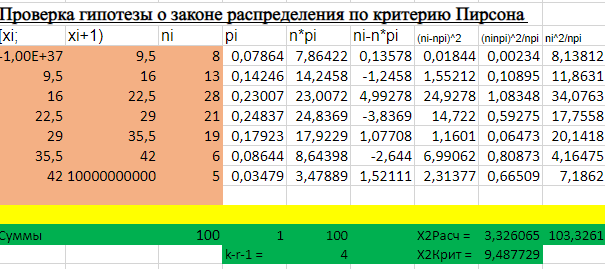 Проверка гипотезы о законе распределения по критерию Пирсона
[xi; xi+1) ni pi n*pi ni-n*pi (ni-npi)^2 (ninpi)^2/npi ni^2/npi
-1,00E+37 9,5 8 0,07864 7,86422 0,13578 0,01844 0,00234 8,13812
9,5 16 13 0,14246 14,2458 -1,2458 1,55212 0,10895 11,8631
16 22,5 28 0,23007 23,0072 4,99278 24,9278 1,08348 34,0763
22,5 29 21 0,24837 24,8369 -3,8369 14,722 0,59275 17,7558
29 35,5 19 0,17923 17,9229 1,07708 1,1601 0,06473 20,1418
35,5 42 6 0,08644 8,64398 -2,644 6,99062 0,80873 4,16475
42 10000000000 5 0,03479 3,47889 1,52111 2,31377 0,66509 7,1862
Суммы 100 1 100 X2Расч = 3,326065 103,3261
k-r-1 = 4 X2Крит = 9,487729